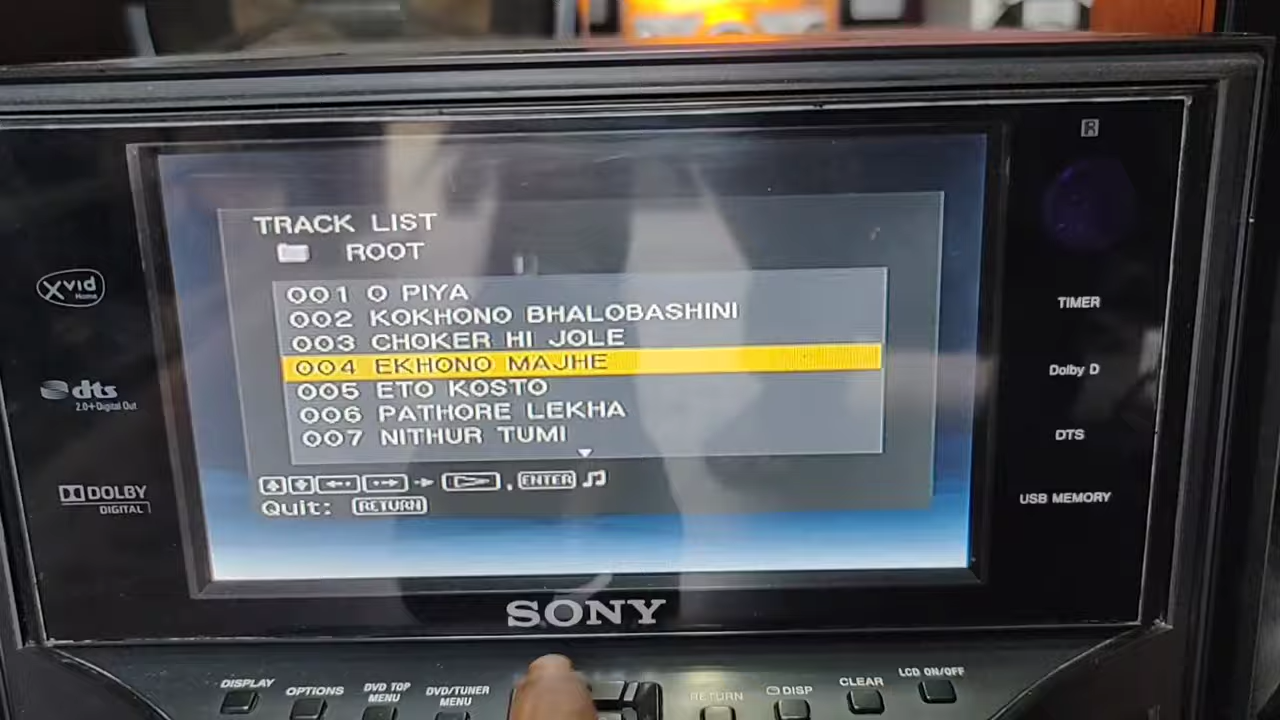 TRACK LIST
ROOT
001 O PIYA
002 KOKHONO BHALOBASHINI
003 CHOKER HI JOLE
004 EKHONO MAJHE
005 ETO KOSTO
006 PATHORE LEKHA
007 NITHUR TUMI
, ENTER
Quit: RETURN
xvid
Home
dts
2.0+Digital Out
DOLBY
DIGITAL
R
TIMER
Dolby D
DTS
USB MEMORY
SONY
DISPLAY
OPTIONS
DVD TOP
MENU
DVD/TUNER
MENU
RETURN
DISP
CLEAR
LCD ON/OFF